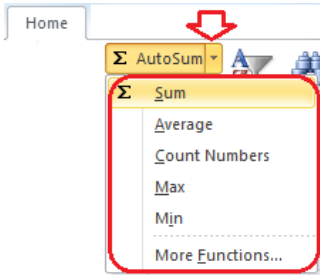 Home
Σ AutoSum
Σ Sum
Average
Count Numbers
Max
Min
More Functions...